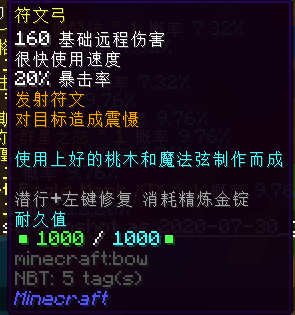 符文弓
160 基础远程伤害
很快使用速度
20% 暴击率
发射符文
对目标造成震慑
使用上好的桃木和魔法弦制作而成
潜行+左键修复 消耗精炼金锭
耐久值
1000 / 1000
minecraft:bow
NBT: 5 tag(s)
Minecraft